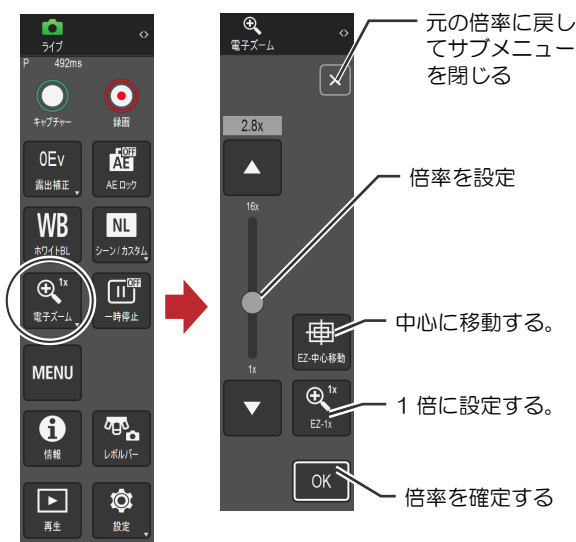 ライブ
P 492ms
キャプチャー
録画
0Ev
露出補正
OFF
AE
AE ロック
WB
ホワイトBL
NL
シーン/カスタム
1x
電子ズーム
OFF
一時停止
MENU
情報
レボルバー
再生
設定
電子ズーム
2.8x
16x
1x
EZ-中心移動
1x
EZ-1x
OK
元の倍率に戻し
てサブメニュー
を閉じる
倍率を設定
中心に移動する。
1 倍に設定する。
倍率を確定する